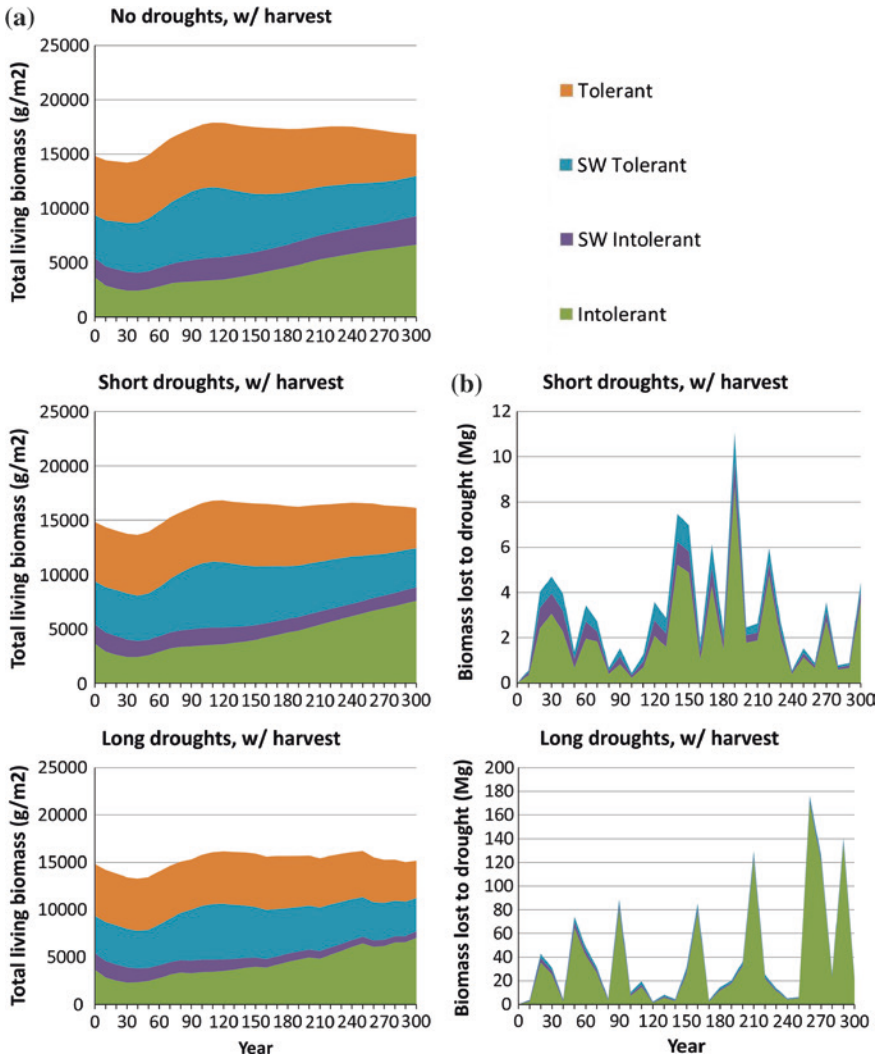 (a)
No droughts, w/ harvest
Total living biomass (g/m2)
25000
20000
15000
10000
5000
0
0 30 60 90 120 150 180 210 240 270 300
Tolerant
SW Tolerant
SW Intolerant
Intolerant
Short droughts, w/ harvest
Total living biomass (g/m2)
25000
20000
15000
10000
5000
0
0 30 60 90 120 150 180 210 240 270 300
(b)
Short droughts, w/ harvest
Biomass lost to drought (Mg)
12
10
8
6
4
2
0
0 30 60 90 120 150 180 210 240 270 300
Long droughts, w/ harvest
Total living biomass (g/m2)
25000
20000
15000
10000
5000
0
0 30 60 90 120 150 180 210 240 270 300
Year
Long droughts, w/ harvest
Biomass lost to drought (Mg)
200
180
160
140
120
100
80
60
40
20
0
0 30 60 90 120 150 180 210 240 270 300
Year